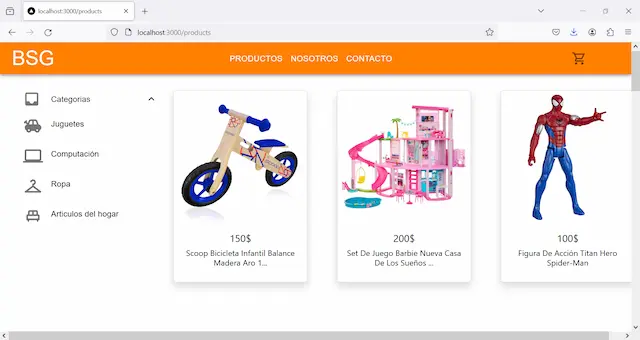 localhost:3000/products
localhost:3000/products
BSG
PRODUCTOS NOSOTROS CONTACTO
Categorias
Juguetes
Computación
Ropa
Articulos del hogar
150$
Scoop Bicicleta Infantil Balance
Madera Aro 1...
200$
Set De Juego Barbie Nueva Casa
De Los Sueños ...
100$
Figura De Acción Titan Hero
Spider-Man